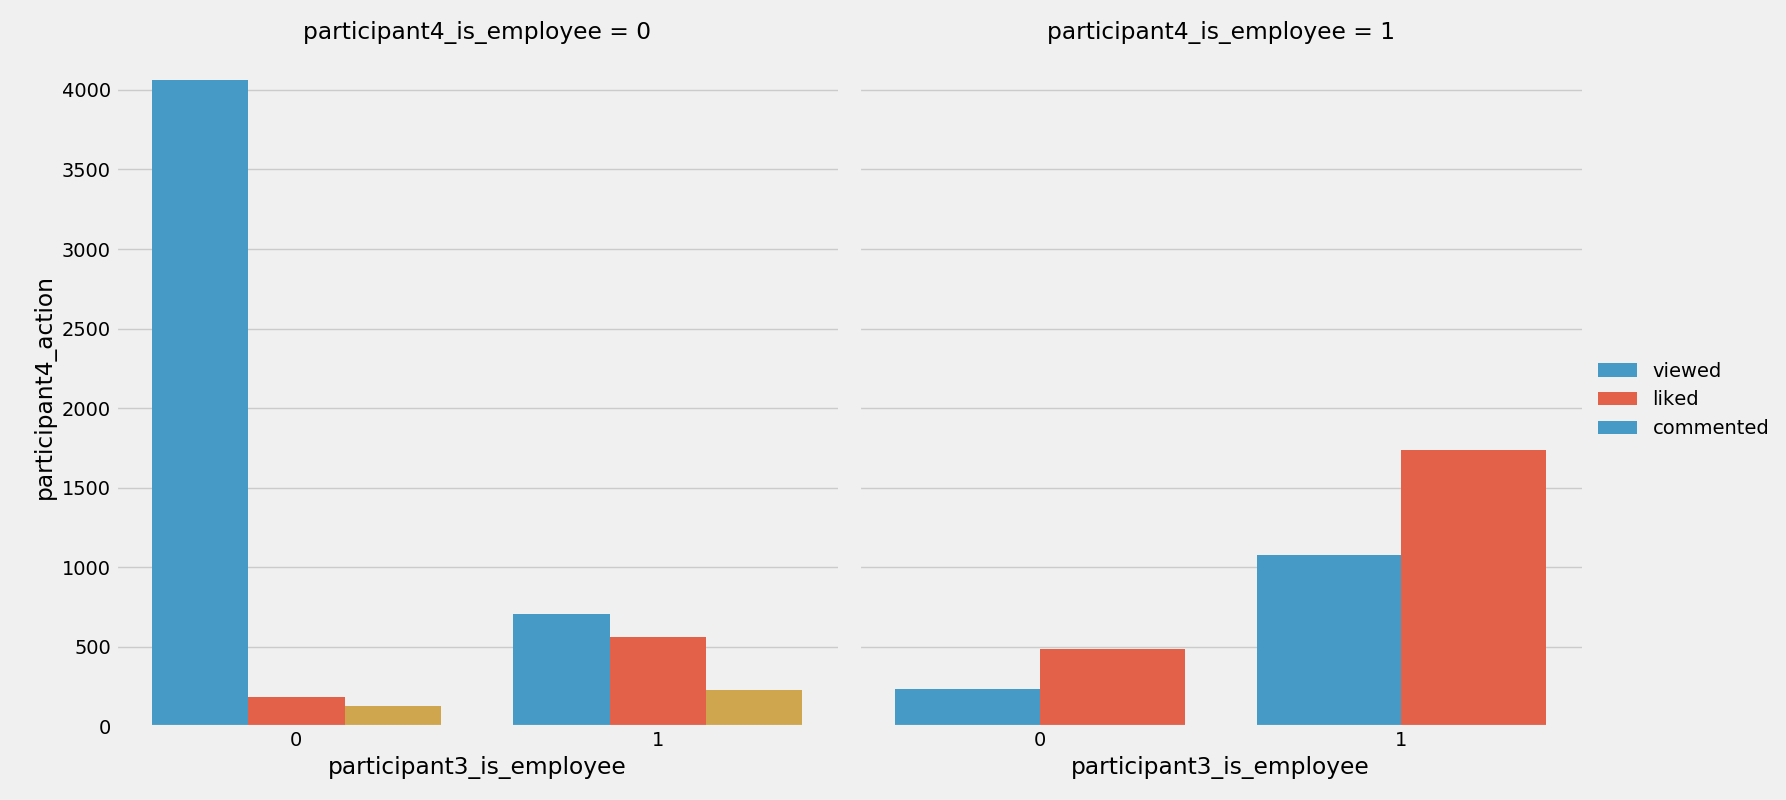 participant4_is_employee = 0
participant4_is_employee = 1
4000
3500
3000
2500
2000
1500
1000
500
0
participant4_action
0
1
participant3_is_employee
0
1
participant3_is_employee
viewed
liked
commented